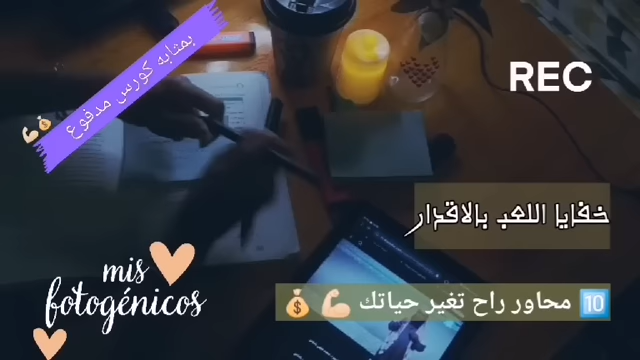 بمثابه كورس مدفوع 💪💰
REC
خفايا اللعب بالاقدار
mis
fotogénicos
🔟 محاور راح تغير حياتك 💪💰